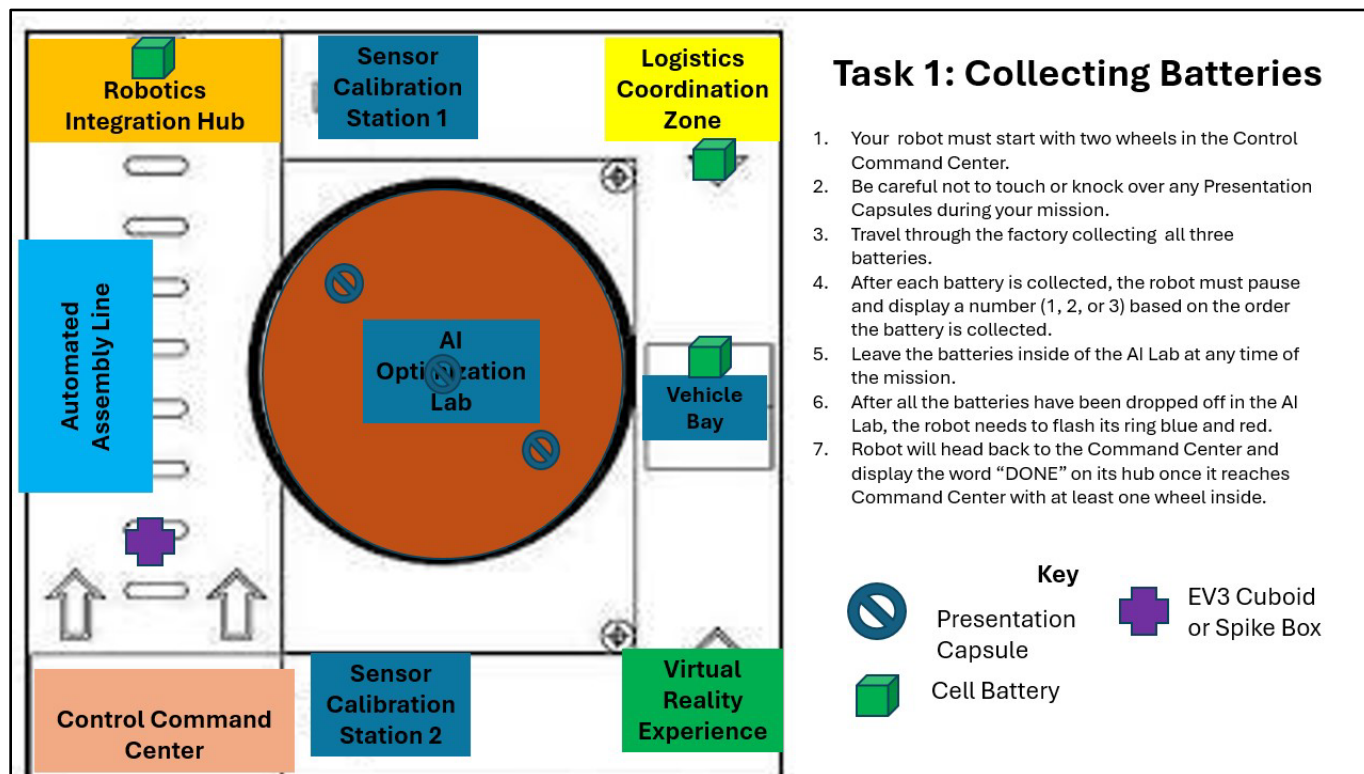 Robotics
Integration Hub
Sensor
Calibration
Station 1
Logistics
Coordination
Zone
Automated
Assembly Line
AI
Optimization
Lab
Vehicle
Bay
Control Command
Center
Sensor
Calibration
Station 2
Virtual
Reality
Experience
Task 1: Collecting Batteries
1. Your robot must start with two wheels in the Control
Command Center.
2. Be careful not to touch or knock over any Presentation
Capsules during your mission.
3. Travel through the factory collecting all three
batteries.
4. After each battery is collected, the robot must pause
and display a number (1, 2, or 3) based on the order
the battery is collected.
5. Leave the batteries inside of the AI Lab at any time of
the mission.
6. After all the batteries have been dropped off in the AI
Lab, the robot needs to flash its ring blue and red.
7. Robot will head back to the Command Center and
display the word “DONE” on its hub once it reaches
Command Center with at least one wheel inside.
Key
Presentation
Capsule
EV3 Cuboid
or Spike Box
Cell Battery